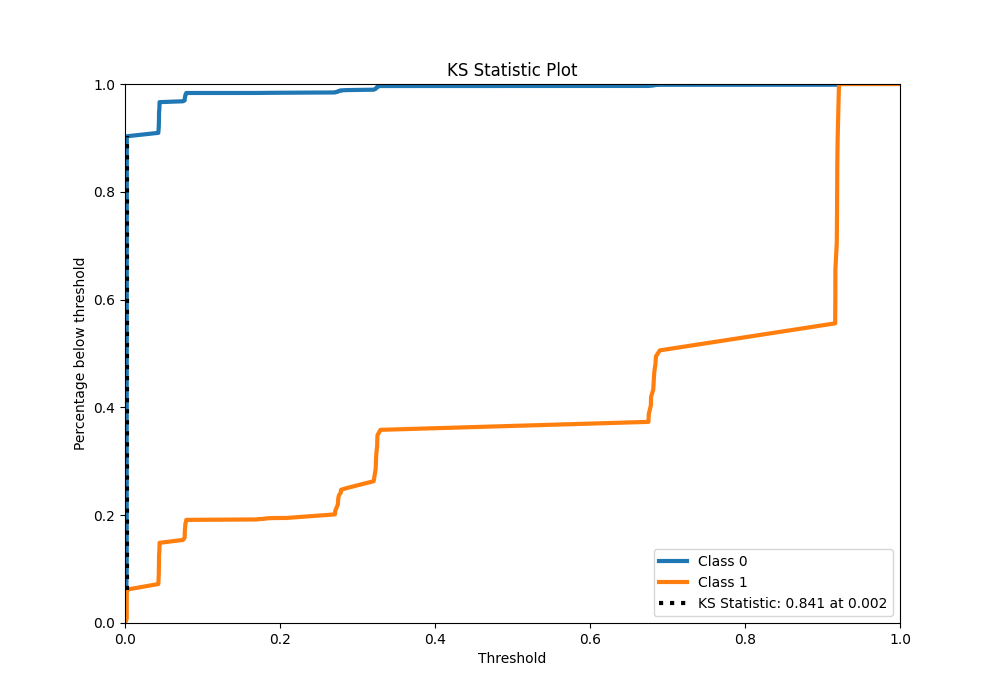 KS Statistic Plot
1.0
0.8
0.6
0.4
0.2
0.0
Percentage below threshold
0.0 0.2 0.4 0.6 0.8 1.0
Threshold
Class 0
Class 1
KS Statistic: 0.841 at 0.002